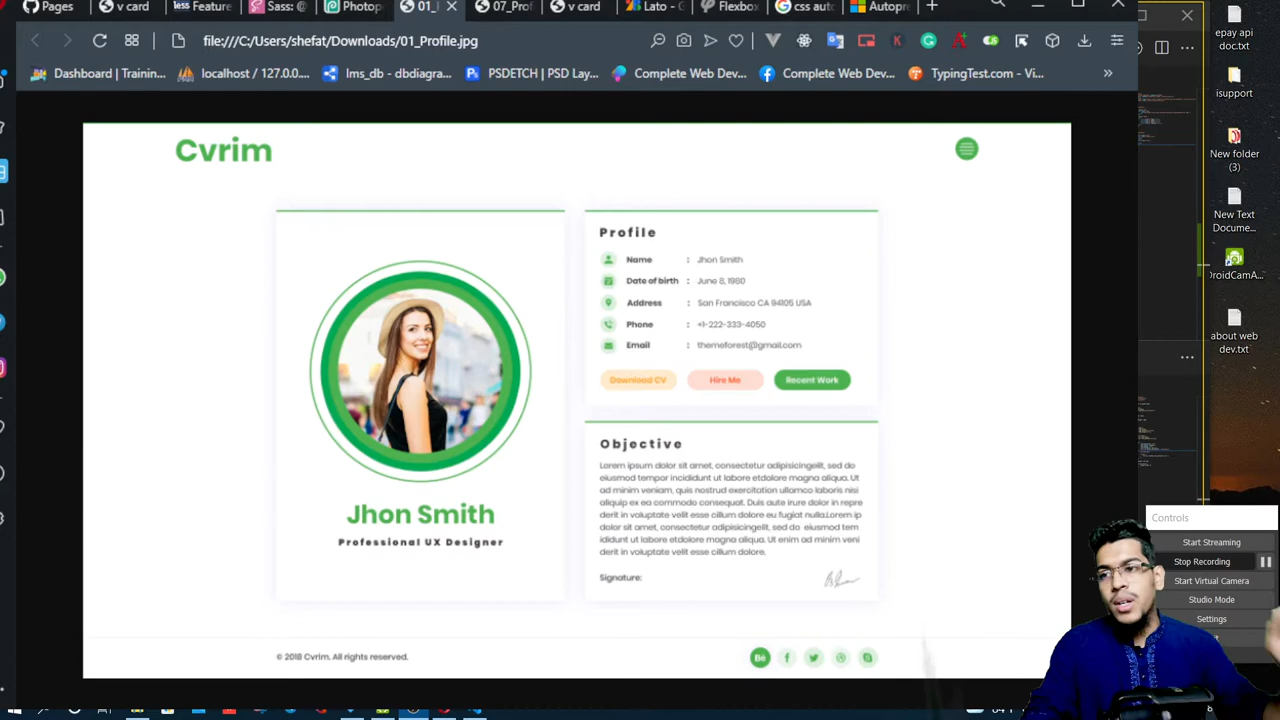 Pages
v card
Less
Feature
Sass: @
Photop
01_
07_Prof
v card
Lato - G
Flexbox
css auto
Autopre
file:///C:/Users/shefat/Downloads/01_Profile.jpg
Dashboard | Trainin...
localhost / 127.0.0....
lms_db - dbdiagra...
PSDETCH | PSD Lay...
Complete Web Dev...
Complete Web Dev...
TypingTest.com - Vi...
epay api
doc.txt
isupport
New folder
(3)
New Text
Docume...
DroidCamA...
about web
dev.txt
Cvrim
Jhon Smith
Professional UX Designer
Profile
Name : Jhon Smith
Date of birth : June 8, 1980
Address : San Francisco CA 94105 USA
Phone : +1-222-333-4050
Email : themeforest@gmail.com
Download CV
Hire Me
Recent Work
Objective
Lorem ipsum dolor sit amet, consectetur adipisicingelit, sed do
eiusmod tempor incididunt ut labore etdolore magna aliqua. Ut
ad minim veniam, quis nostrud exercitation ullamco laboris nisi
aliquip ex ea commodo consequat. Duis aute irure dolor in repre
derit in voluptate velit esse cillum dolore eu fugiat nulla.Lorem ip
dolor sit amet, consectetur adipisicingelit, sed do eiusmod tem
ididunt ut labore etdolore magna aliqua. Ut enim ad minim veni
derit in voluptate velit esse cillum dolore.
Signature:
© 2018 Cvrim. All rights reserved.
Bē
Controls
Start Streaming
Stop Recording
Start Virtual Camera
Studio Mode
Settings